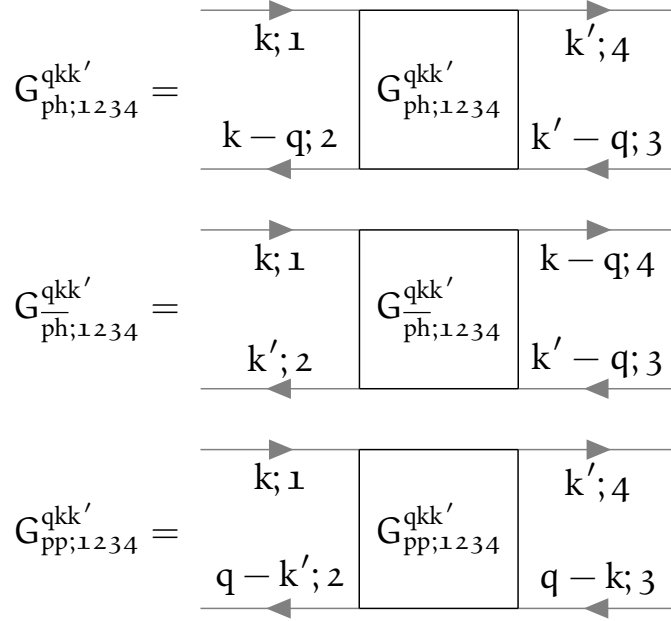 k; 1 k′; 4
G^{qkk′}_{ph;1234} = G^{qkk′}_{ph;1234}
k − q; 2 k′ − q; 3
k; 1 k − q; 4
G^{qkk′}_{\overline{ph};1234} = G^{qkk′}_{\overline{ph};1234}
k′; 2 k′ − q; 3
k; 1 k′; 4
G^{qkk′}_{pp;1234} = G^{qkk′}_{pp;1234}
q − k′; 2 q − k; 3